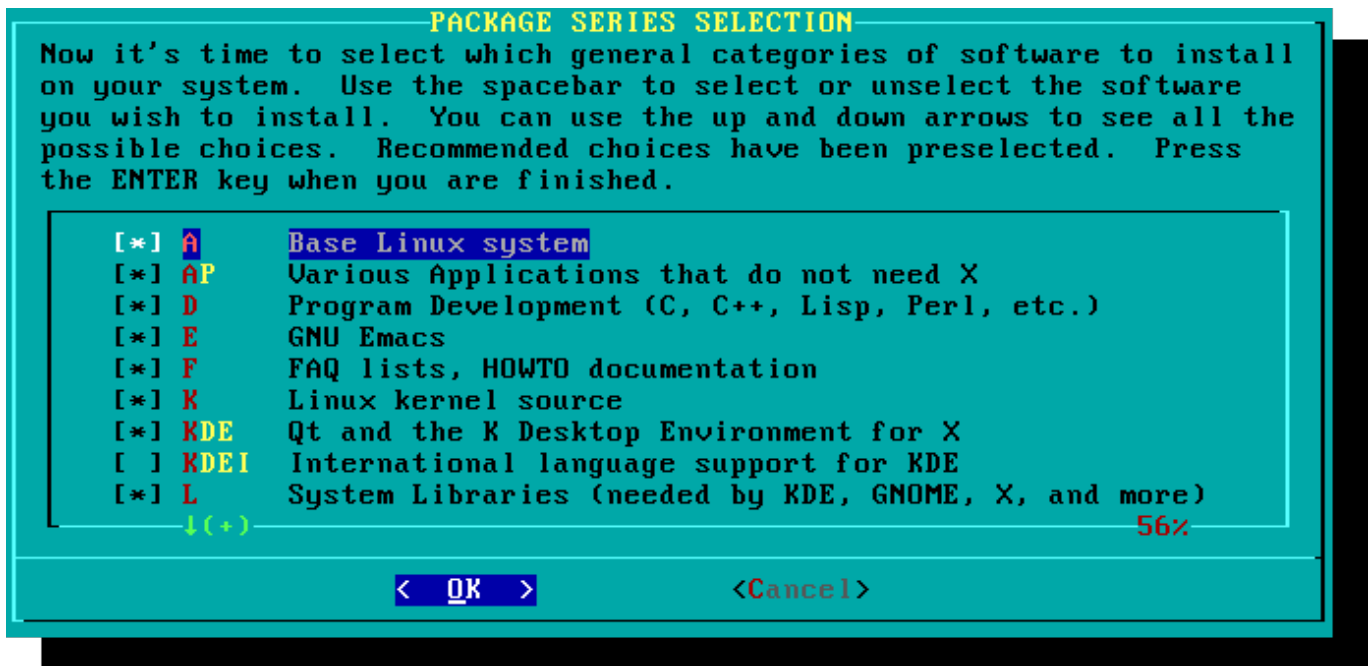 PACKAGE SERIES SELECTION
Now it's time to select which general categories of software to install
on your system.  Use the spacebar to select or unselect the software
you wish to install.  You can use the up and down arrows to see all the
possible choices.  Recommended choices have been preselected.  Press
the ENTER key when you are finished.
[*] A      Base Linux system
[*] AP     Various Applications that do not need X
[*] D      Program Development (C, C++, Lisp, Perl, etc.)
[*] E      GNU Emacs
[*] F      FAQ lists, HOWTO documentation
[*] K      Linux kernel source
[*] KDE    Qt and the K Desktop Environment for X
[ ] KDEI   International language support for KDE
[*] L      System Libraries (needed by KDE, GNOME, X, and more)
↓(+) 56%
<  OK  > <Cancel>